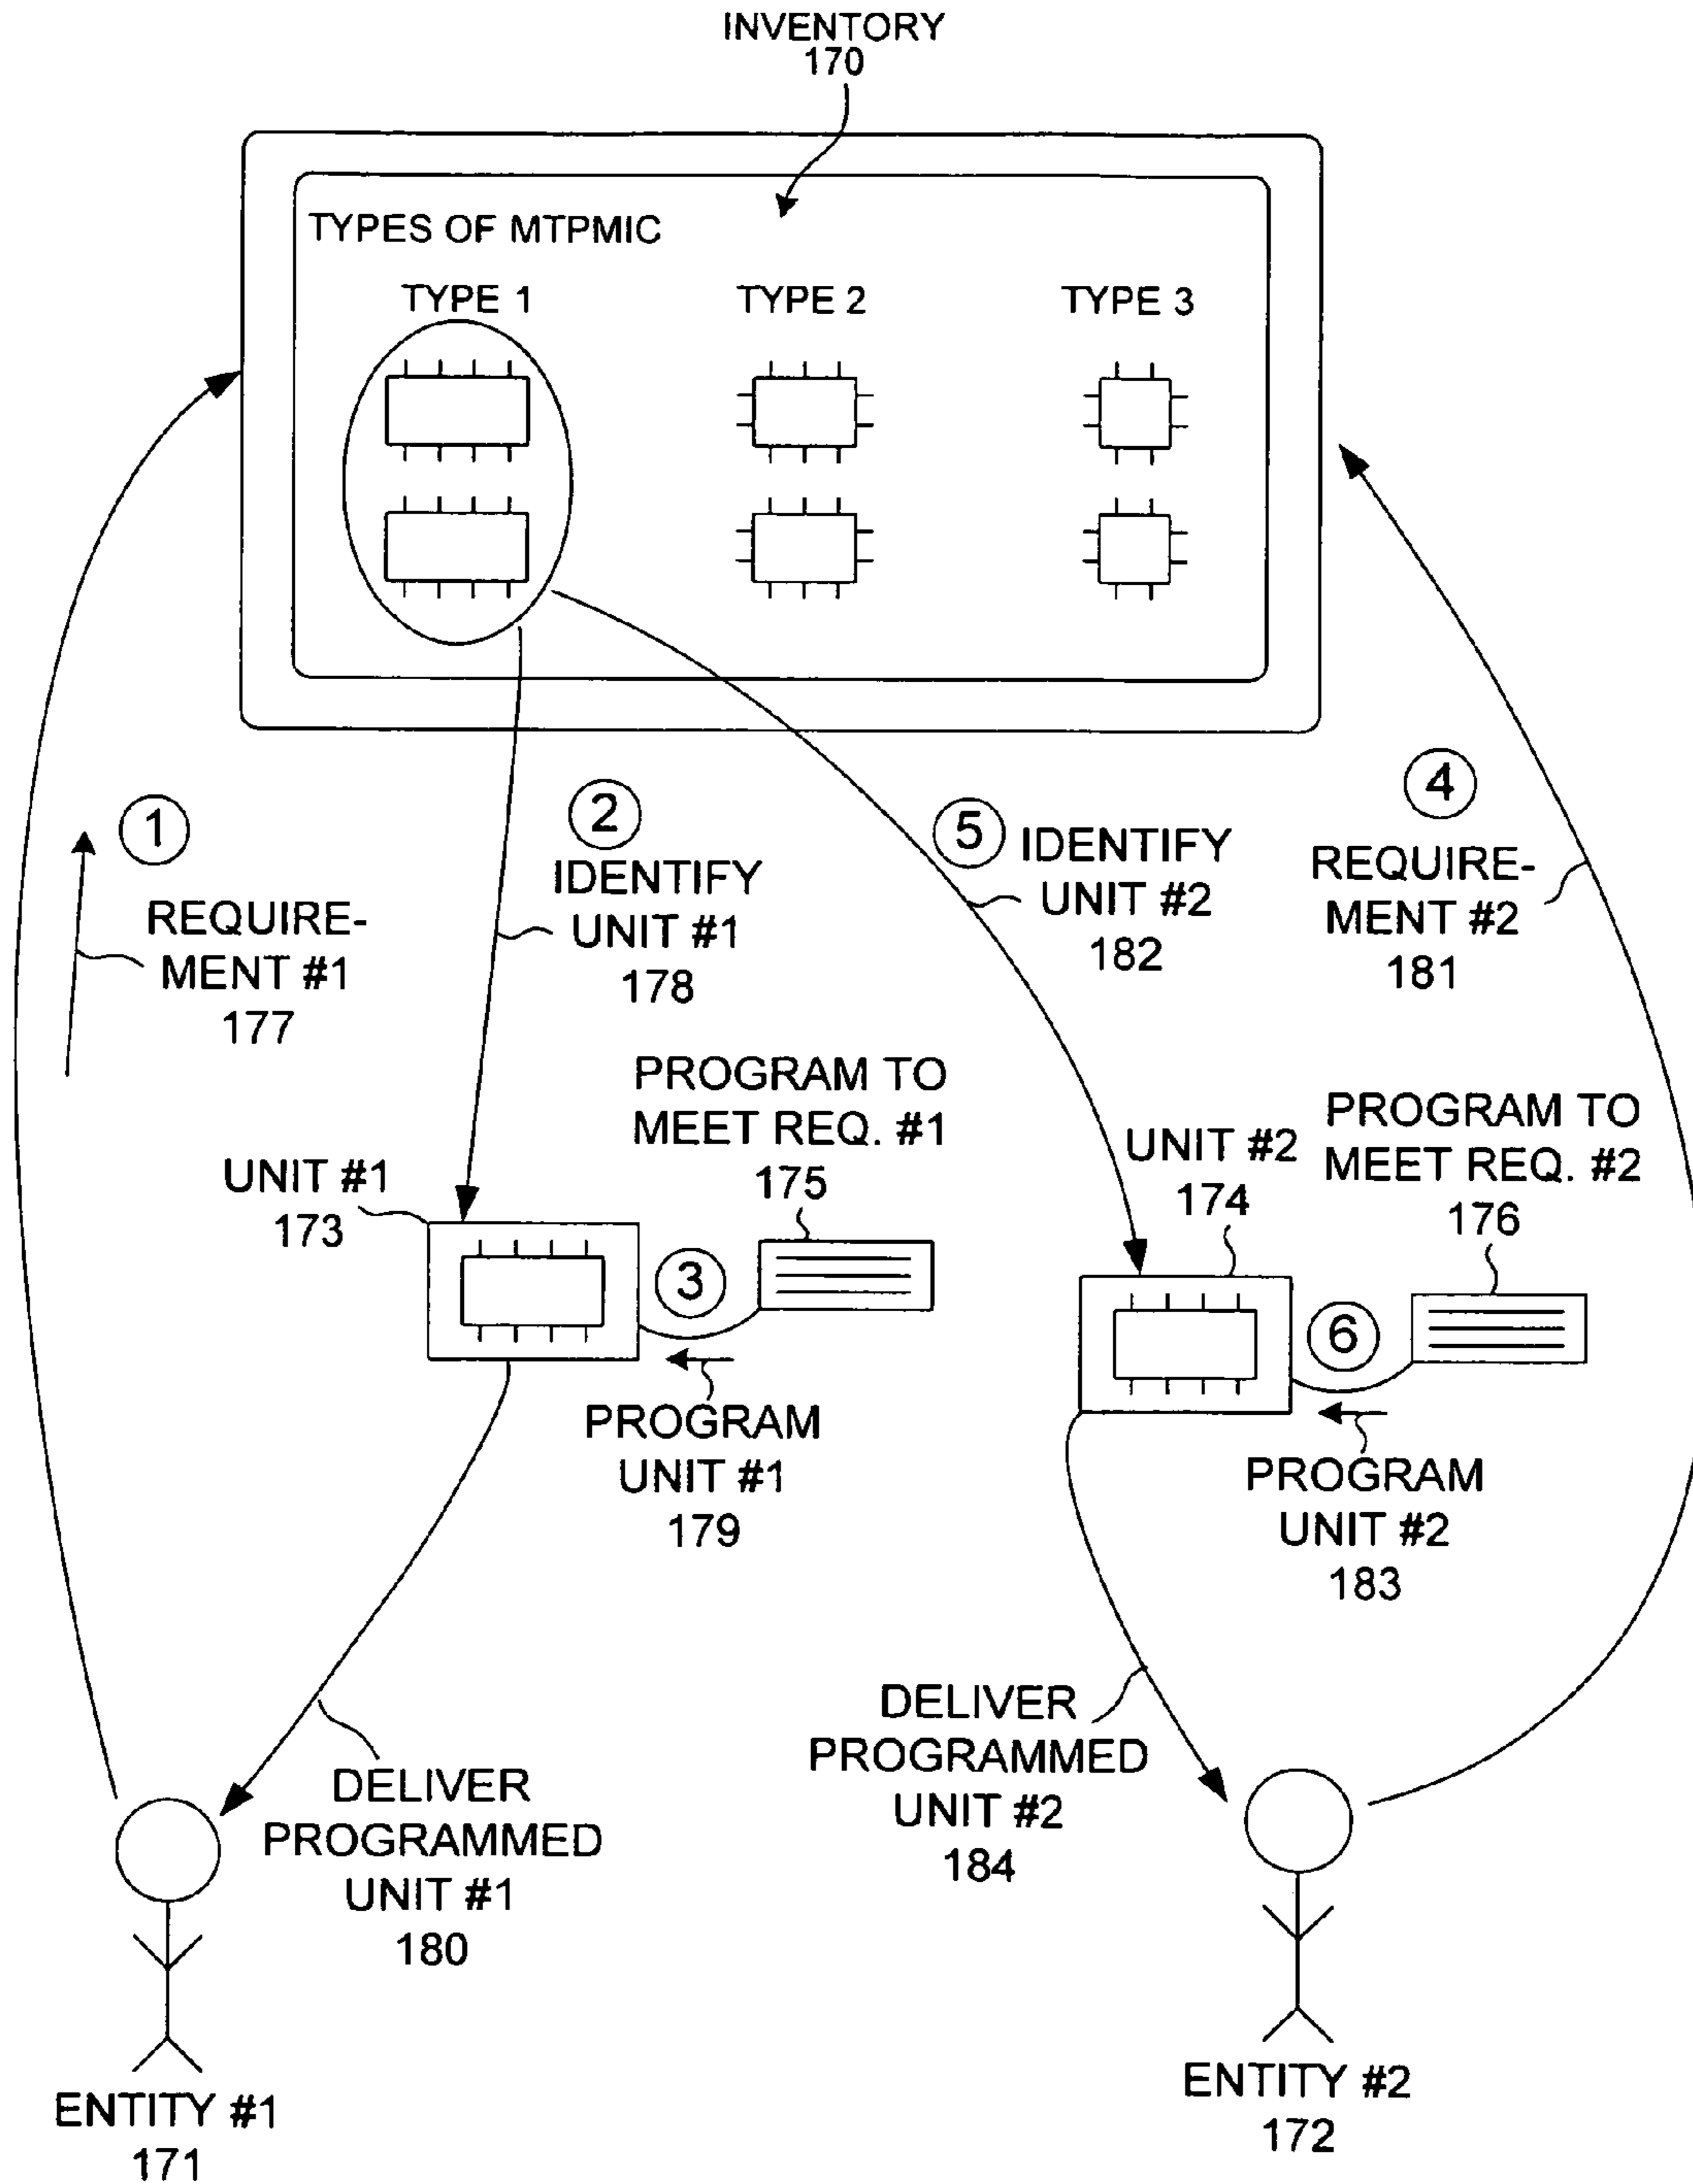 INVENTORY
170
TYPES OF MTPMIC
TYPE 1
TYPE 2
TYPE 3
1
REQUIRE-
MENT #1
177
2
IDENTIFY
UNIT #1
178
5
IDENTIFY
UNIT #2
182
4
REQUIRE-
MENT #2
181
UNIT #1
173
PROGRAM TO
MEET REQ. #1
175
3
PROGRAM
UNIT #1
179
UNIT #2
174
PROGRAM TO
MEET REQ. #2
176
6
PROGRAM
UNIT #2
183
DELIVER
PROGRAMMED
UNIT #1
180
DELIVER
PROGRAMMED
UNIT #2
184
ENTITY #1
171
ENTITY #2
172